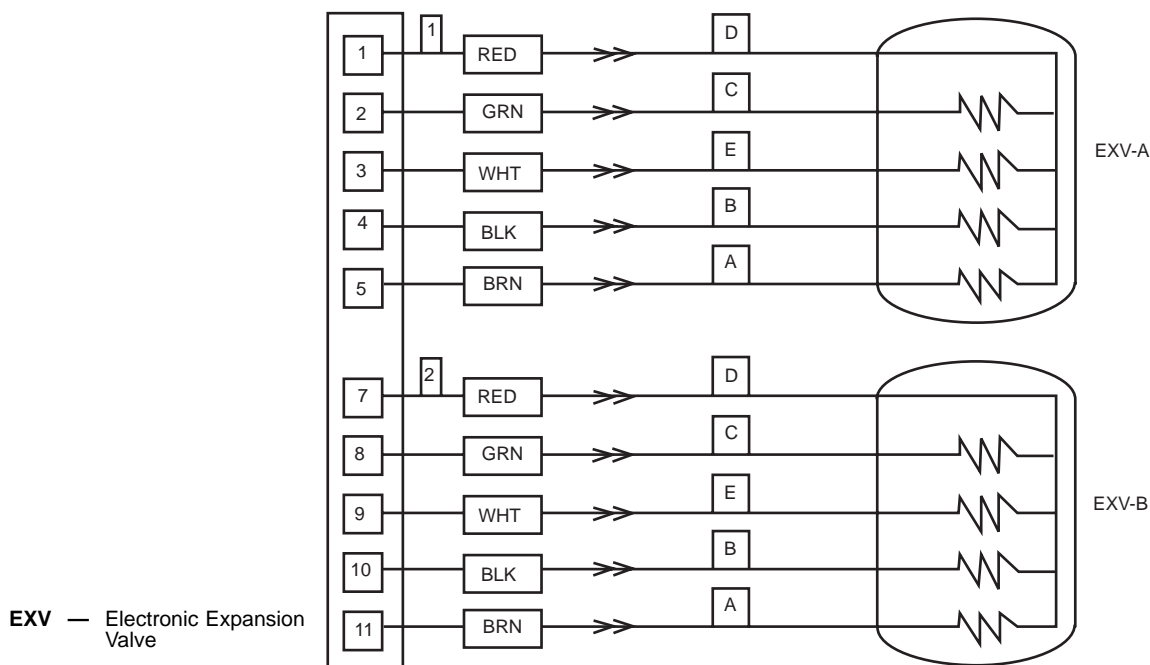 1 1 RED D
2 GRN C
3 WHT E
4 BLK B
5 BRN A
EXV-A
7 2 RED D
8 GRN C
9 WHT E
10 BLK B
11 BRN A
EXV-B
EXV — Electronic Expansion
Valve